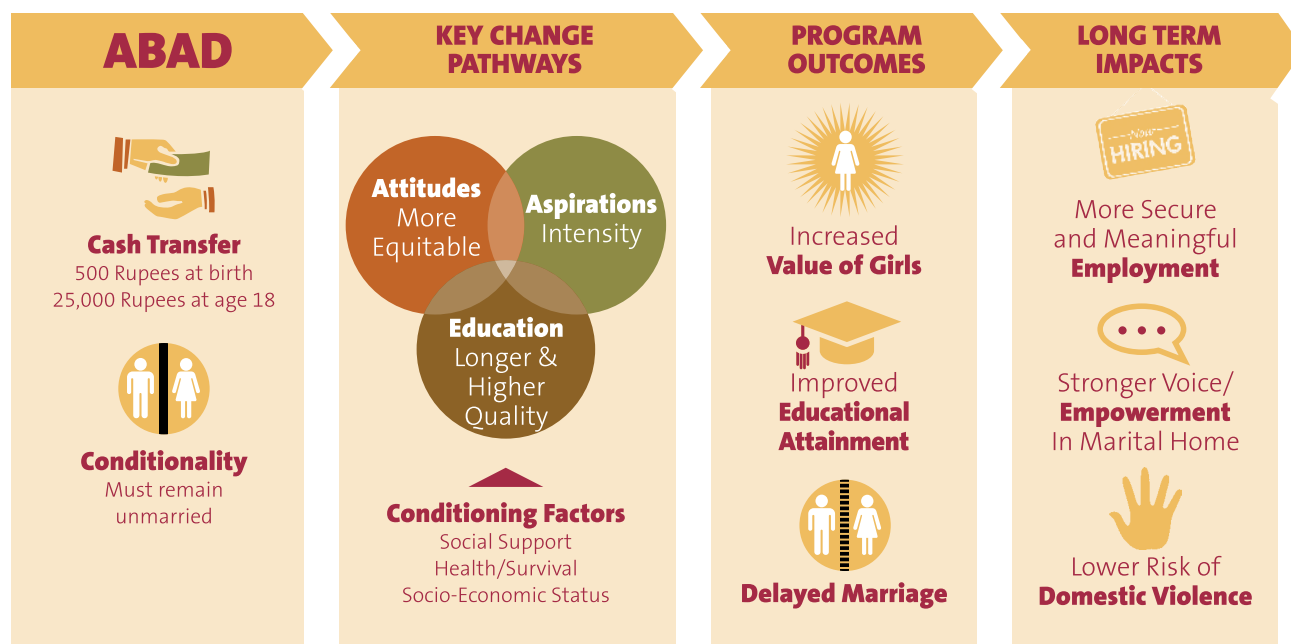 ABAD
Cash Transfer
500 Rupees at birth
25,000 Rupees at age 18
Conditionality
Must remain
unmarried
KEY CHANGE
PATHWAYS
Attitudes
More
Equitable
Aspirations
Intensity
Education
Longer &
Higher
Quality
Conditioning Factors
Social Support
Health/Survival
Socio-Economic Status
PROGRAM
OUTCOMES
Increased
Value of Girls
Improved
Educational
Attainment
Delayed Marriage
LONG TERM
IMPACTS
Now
HIRING
More Secure
and Meaningful
Employment
Stronger Voice/
Empowerment
In Marital Home
Lower Risk of
Domestic Violence